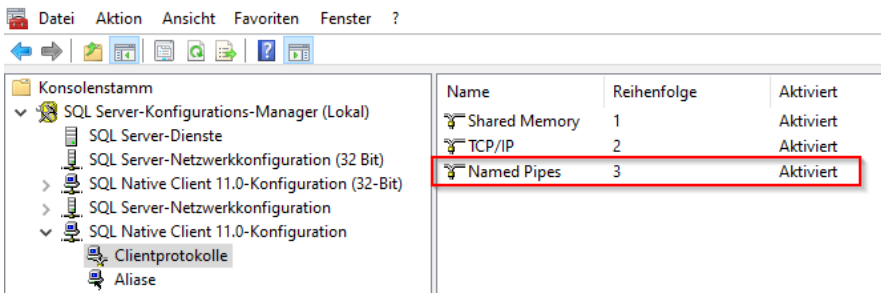 Datei Aktion Ansicht Favoriten Fenster ?
Konsolenstamm
SQL Server-Konfigurations-Manager (Lokal)
SQL Server-Dienste
SQL Server-Netzwerkkonfiguration (32 Bit)
SQL Native Client 11.0-Konfiguration (32-Bit)
SQL Server-Netzwerkkonfiguration
SQL Native Client 11.0-Konfiguration
Clientprotokolle
Aliase
Name Reihenfolge Aktiviert
Shared Memory 1 Aktiviert
TCP/IP 2 Aktiviert
Named Pipes 3 Aktiviert